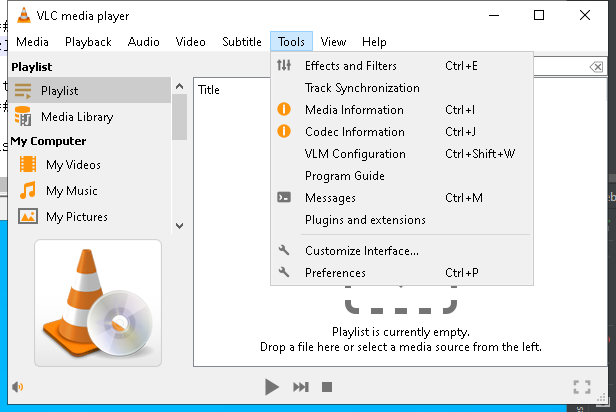 VLC media player
Media Playback Audio Video Subtitle Tools View Help
Playlist
Playlist
Media Library
My Computer
My Videos
My Music
My Pictures
Title
Effects and Filters Ctrl+E
Track Synchronization
Media Information Ctrl+I
Codec Information Ctrl+J
VLM Configuration Ctrl+Shift+W
Program Guide
Messages Ctrl+M
Plugins and extensions
Customize Interface...
Preferences Ctrl+P
Playlist is currently empty.
Drop a file here or select a media source from the left.